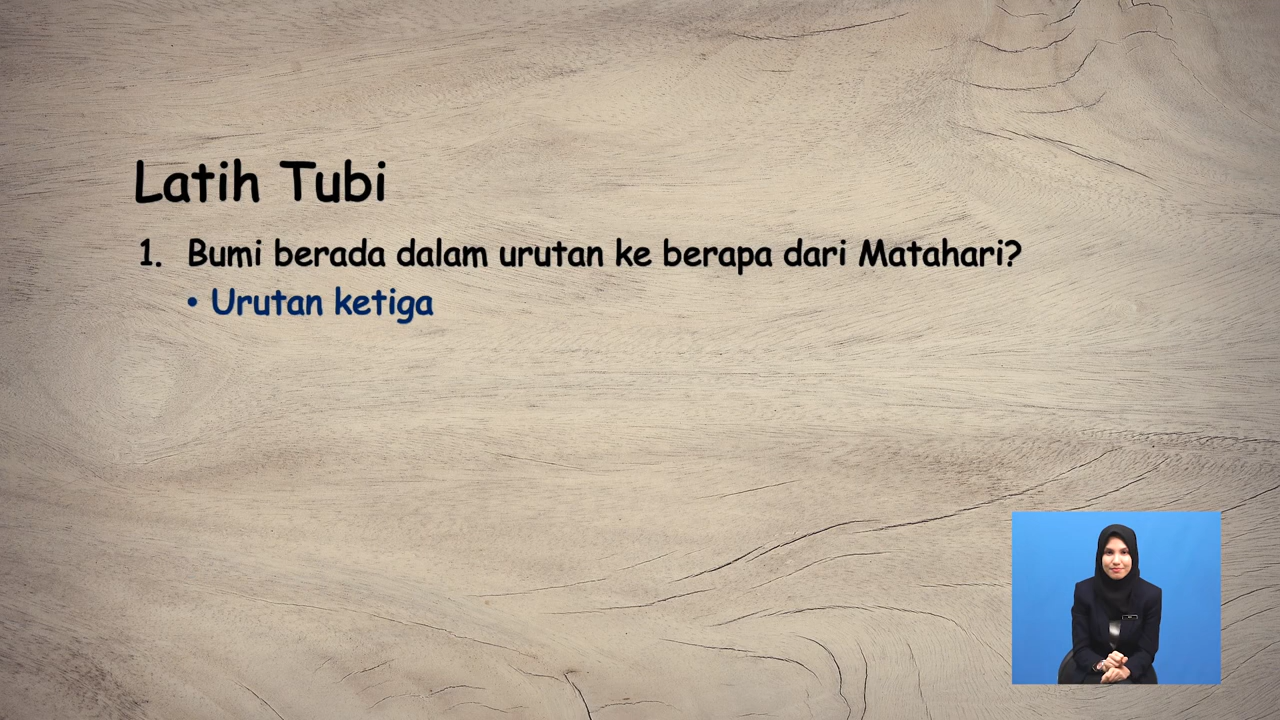 Latih Tubi
1. Bumi berada dalam urutan ke berapa dari Matahari?
• Urutan ketiga